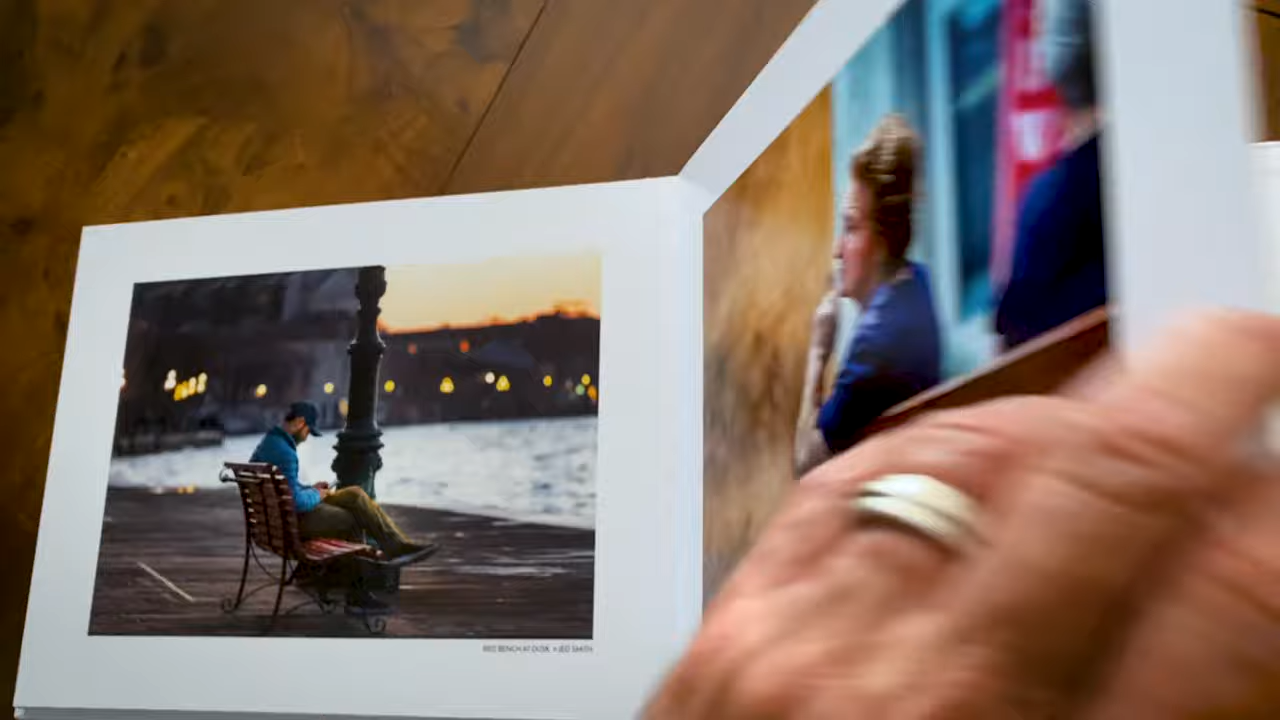 RED BENCH AT DUSK • JED SMITH